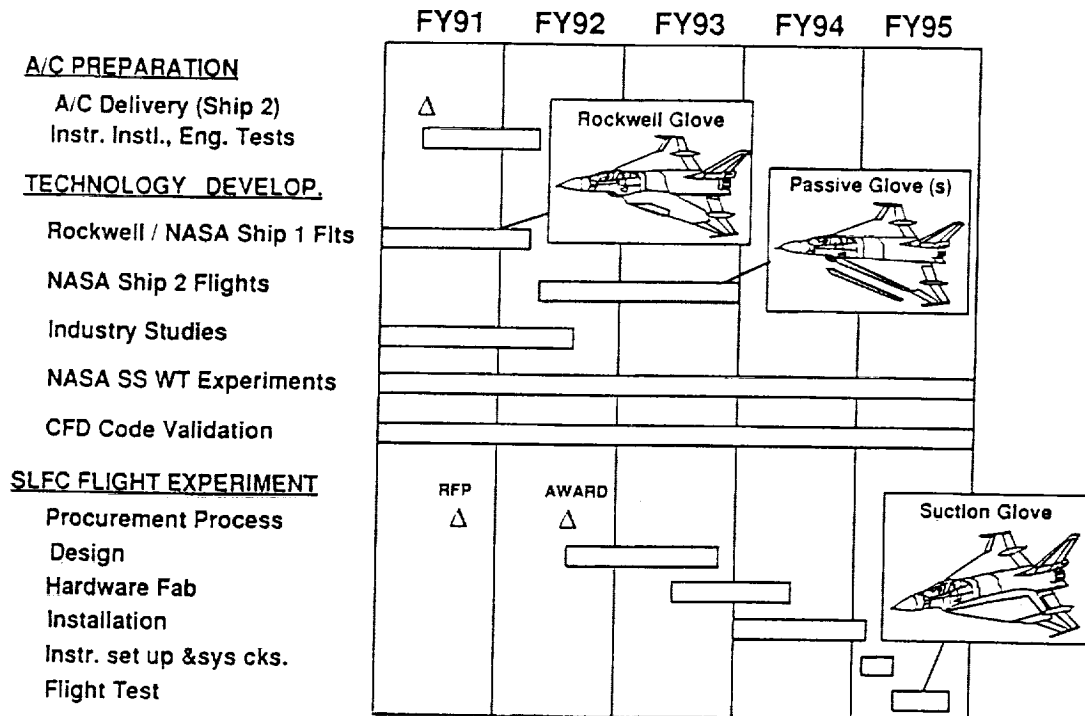 FY91 FY92 FY93 FY94 FY95
A/C PREPARATION
A/C Delivery (Ship 2)
Instr. Instl., Eng. Tests
Rockwell Glove
TECHNOLOGY DEVELOP.
Passive Glove (s)
Rockwell / NASA Ship 1 Flts
NASA Ship 2 Flights
Industry Studies
NASA SS WT Experiments
CFD Code Validation
SLFC FLIGHT EXPERIMENT
RFP AWARD
Procurement Process
Suction Glove
Design
Hardware Fab
Installation
Instr. set up &sys cks.
Flight Test